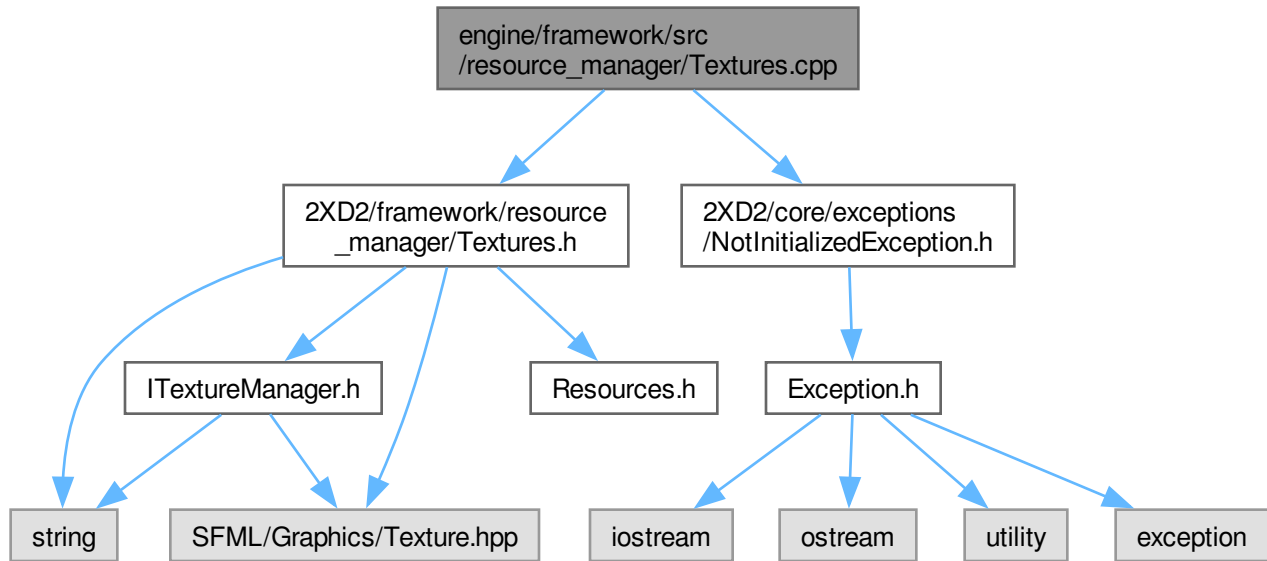 engine/framework/src
/resource_manager/Textures.cpp
2XD2/framework/resource
_manager/Textures.h
2XD2/core/exceptions
/NotInitializedException.h
ITextureManager.h
Resources.h
Exception.h
string
SFML/Graphics/Texture.hpp
iostream
ostream
utility
exception